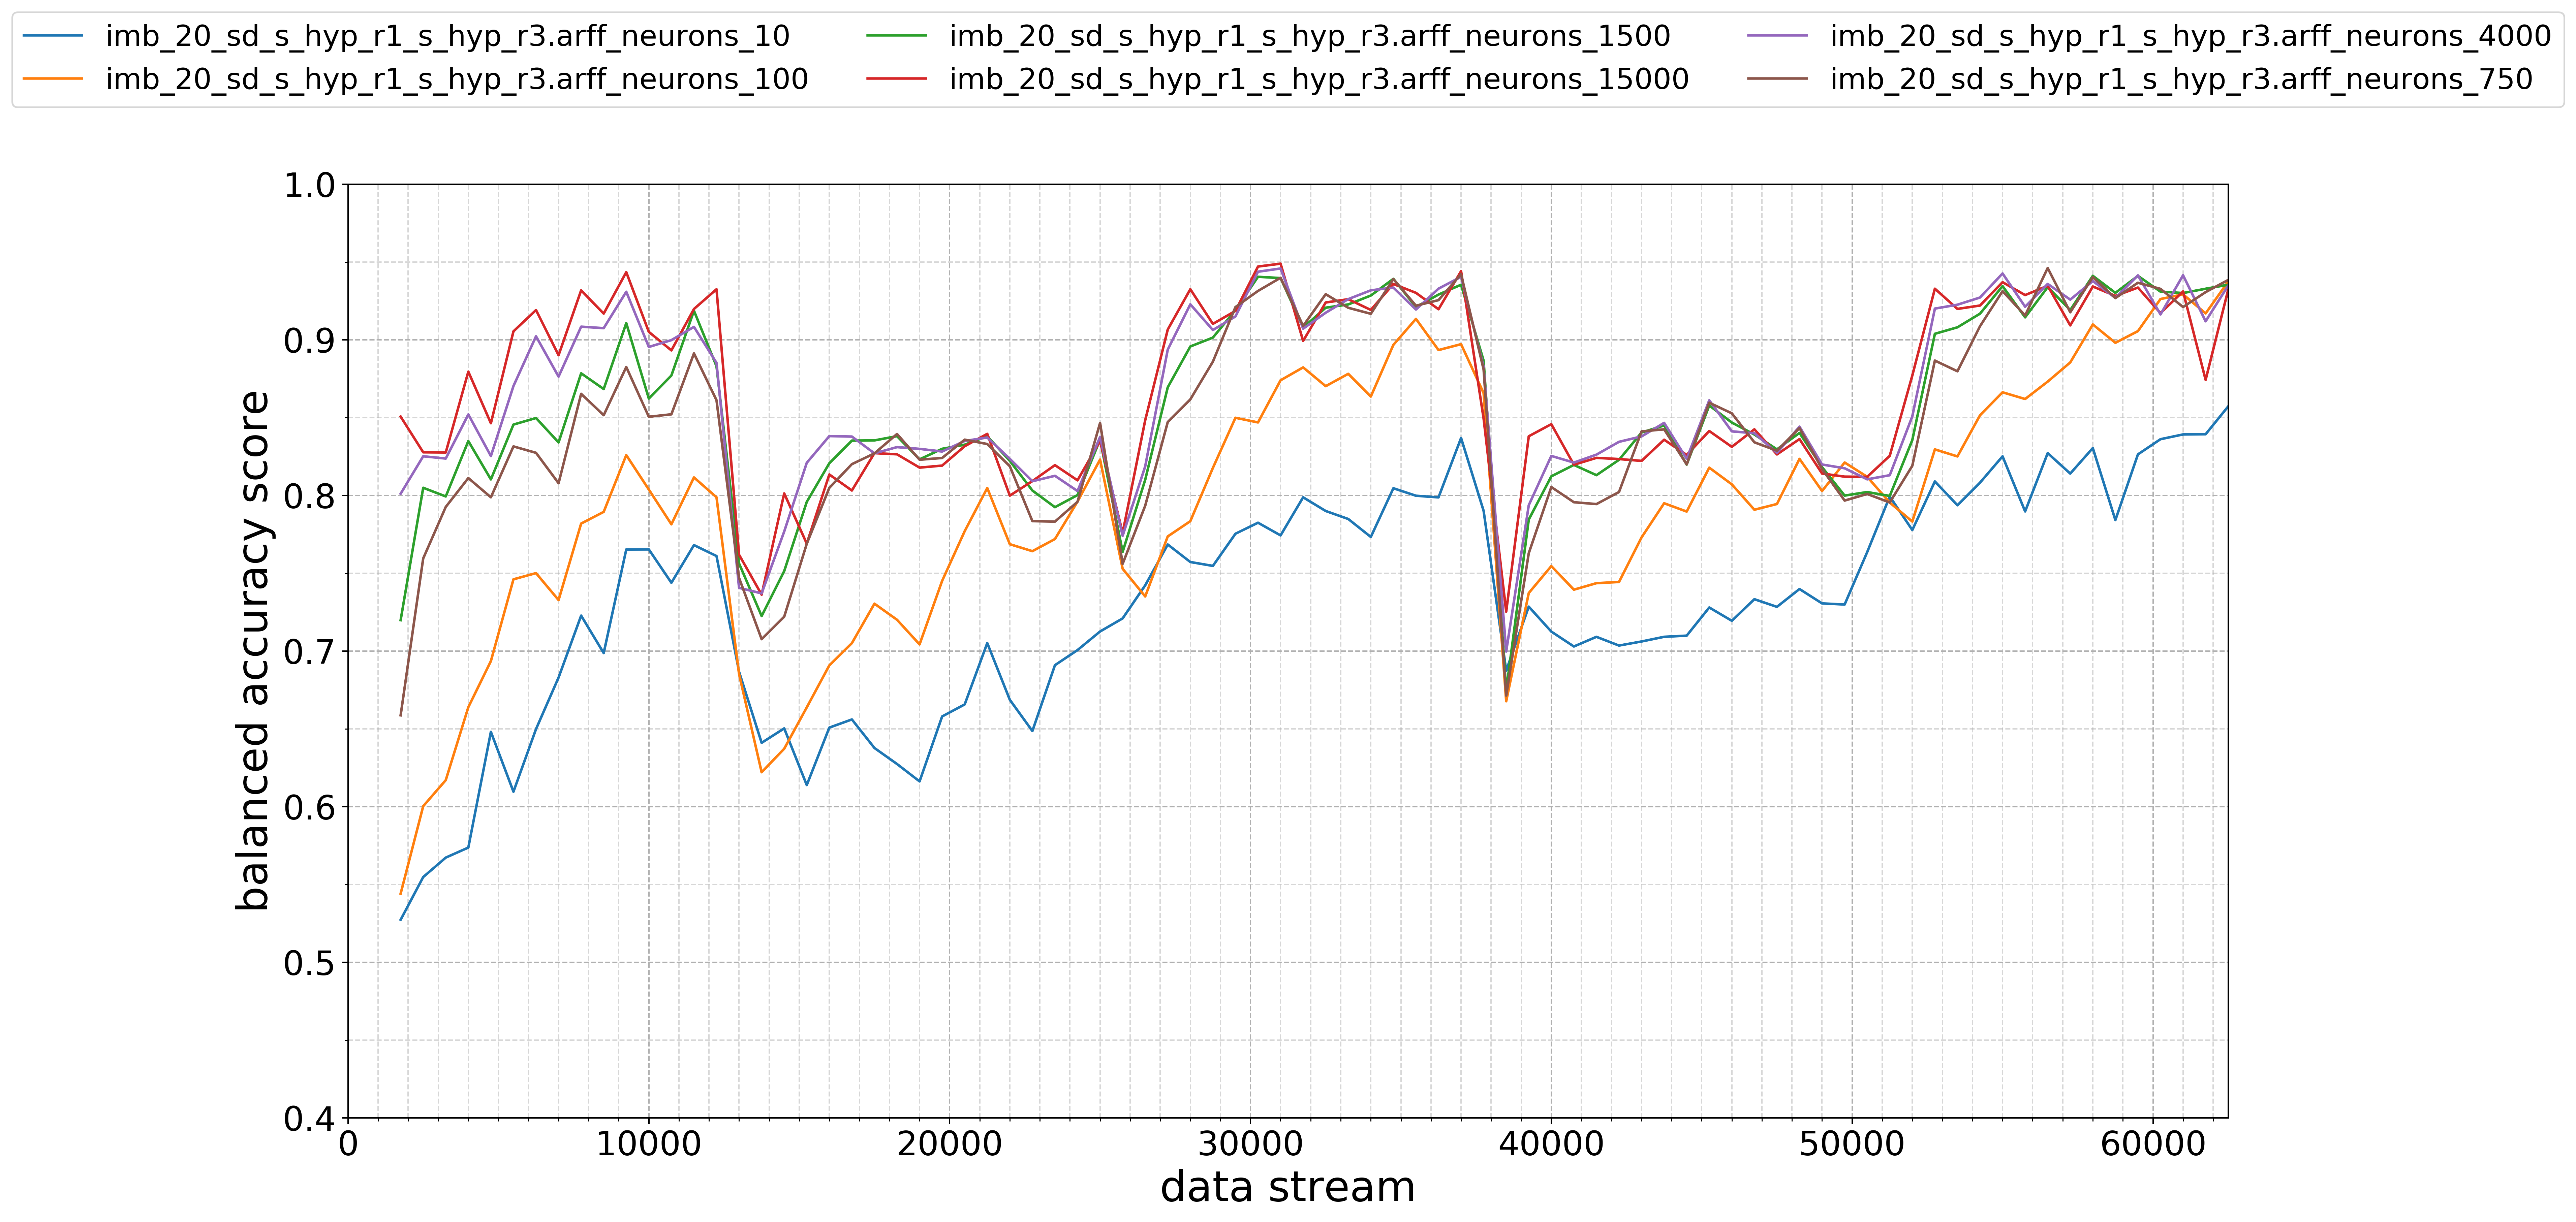 imb_20_sd_s_hyp_r1_s_hyp_r3.arff_neurons_10
imb_20_sd_s_hyp_r1_s_hyp_r3.arff_neurons_100
imb_20_sd_s_hyp_r1_s_hyp_r3.arff_neurons_1500
imb_20_sd_s_hyp_r1_s_hyp_r3.arff_neurons_15000
imb_20_sd_s_hyp_r1_s_hyp_r3.arff_neurons_4000
imb_20_sd_s_hyp_r1_s_hyp_r3.arff_neurons_750
balanced accuracy score
1.0
0.9
0.8
0.7
0.6
0.5
0.4
0 10000 20000 30000 40000 50000 60000
data stream